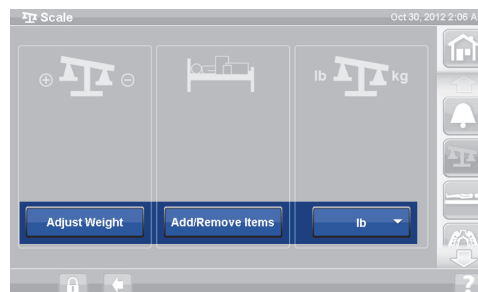 Scale
Oct 30, 2012 2:06 A
lb kg
Adjust Weight
Add/Remove Items
lb
?